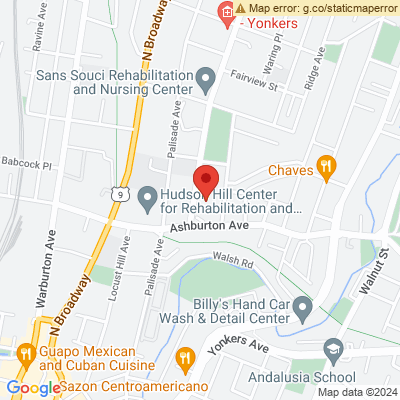 Map error: g.co/staticmaperror
- Yonkers
Ravine Ave
N Broadway
Waring Pl
Ridge Ave
Fairview St
Sans Souci Rehabilitation
and Nursing Center
Palisade Ave
Babcock Pl
Chaves
9
Hudson Hill Center
for Rehabilitation and...
Ashburton Ave
Walsh Rd
Walnut St
Warburton Ave
N Broadway
Locust Hill Ave
Palisade Ave
Billy's Hand Car
Wash & Detail Center
Yonkers Ave
Guapo Mexican
and Cuban Cuisine
Andalusia School
Sazon Centroamericano
Google
Map data ©2024